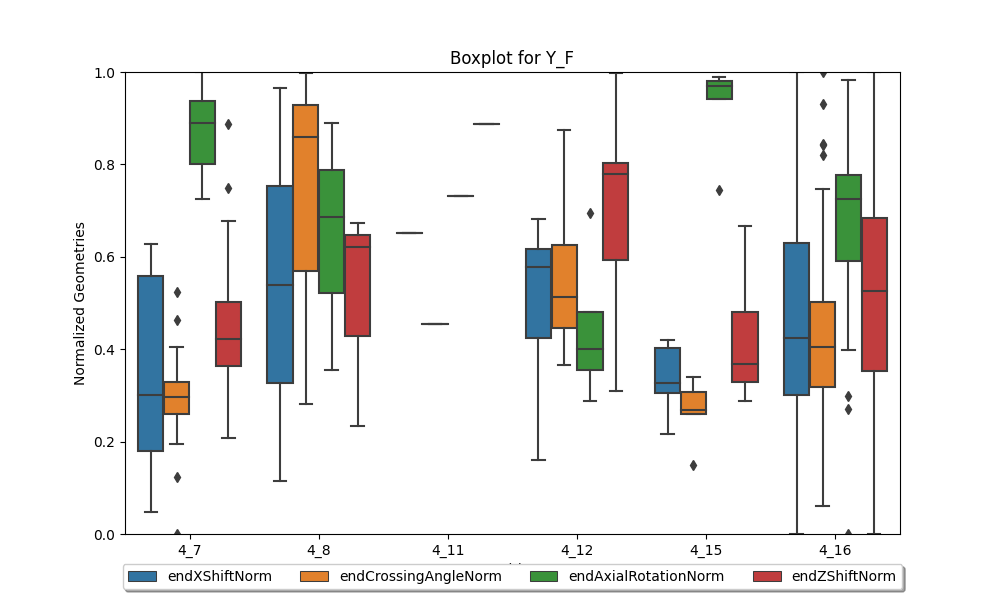 Boxplot for Y_F
1.0
0.8
0.6
0.4
0.2
0.0
Normalized Geometries
4_7 4_8 4_11 4_12 4_15 4_16
endXShiftNorm endCrossingAngleNorm endAxialRotationNorm endZShiftNorm